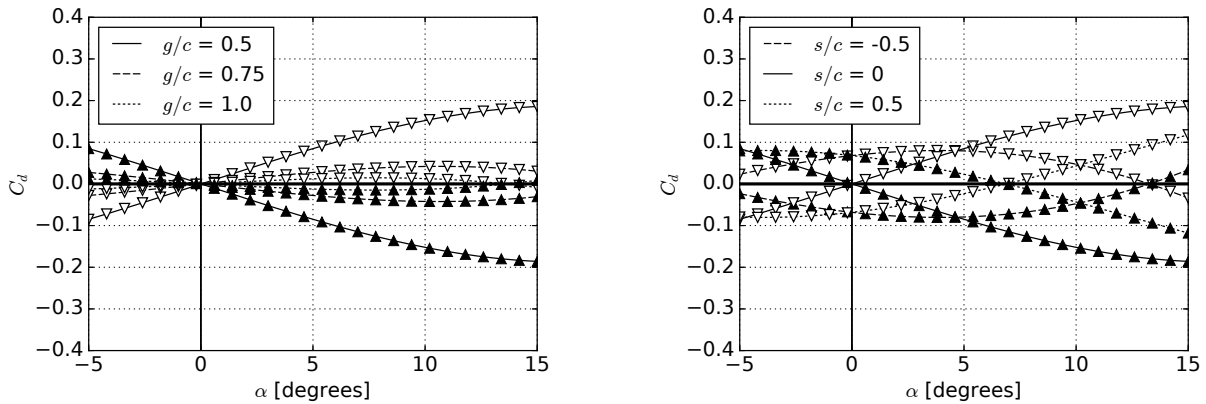 0.4
0.3
0.2
0.1
0.0
−0.1
−0.2
−0.3
−0.4
C_d
g/c = 0.5
g/c = 0.75
g/c = 1.0
−5 0 5 10 15
α [degrees]
0.4
0.3
0.2
0.1
0.0
−0.1
−0.2
−0.3
−0.4
C_d
s/c = -0.5
s/c = 0
s/c = 0.5
−5 0 5 10 15
α [degrees]